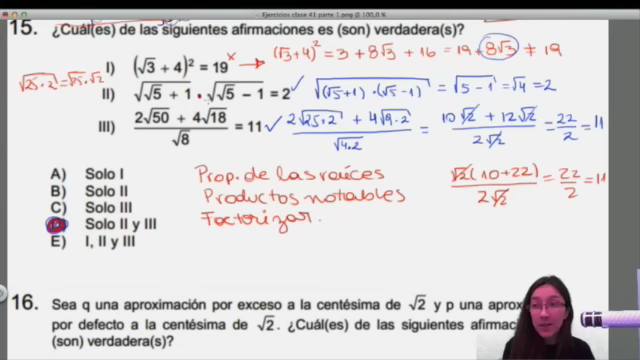 Ejercicios clase 41 parte 1.png @ 100,0 %
15. ¿Cuál(es) de las siguientes afirmaciones es (son) verdadera(s)?
I) (√3 + 4)² = 19 x → (√3+4)² = 3 + 8√3 + 16 = 19 + 8√3 ≠ 19
√25·2 = √25·√2
II) √(√5 + 1) · √(√5 − 1) = 2 ✓ √((√5+1)·(√5−1)) = √(5−1) = √4 = 2
III) (2√50 + 4√18)/√8 = 11 ✓ (2√25·2 + 4√9·2)/√4·2 = (10√2 + 12√2)/2√2 = 22/2 = 11
A) Solo I
B) Solo II
C) Solo III
Solo II y III
E) I, II y III
Prop. de las raíces
Productos notables
Factorizar.
√2(10+22)/2√2 = 22/2 = 11
16. Sea q una aproximación por exceso a la centésima de √2 y p una aprox
por defecto a la centésima de √2. ¿Cuál(es) de las siguientes afirmac
(son) verdadera(s)?